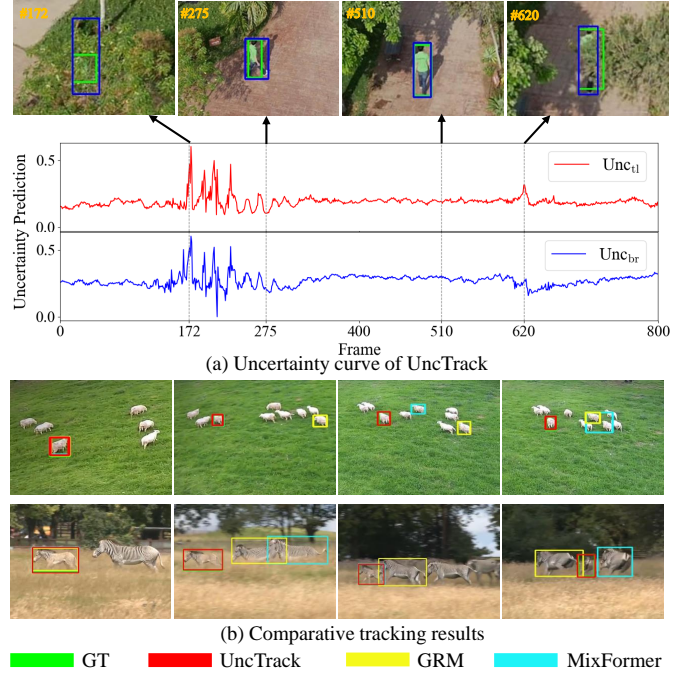 #172 #275 #510 #620
Uncertainty Prediction
0.5
0.0
Unc_tl
0.5
0.0
Unc_br
0 172 275 400 510 620 800
Frame
(a) Uncertainty curve of UncTrack
(b) Comparative tracking results
GT UncTrack GRM MixFormer